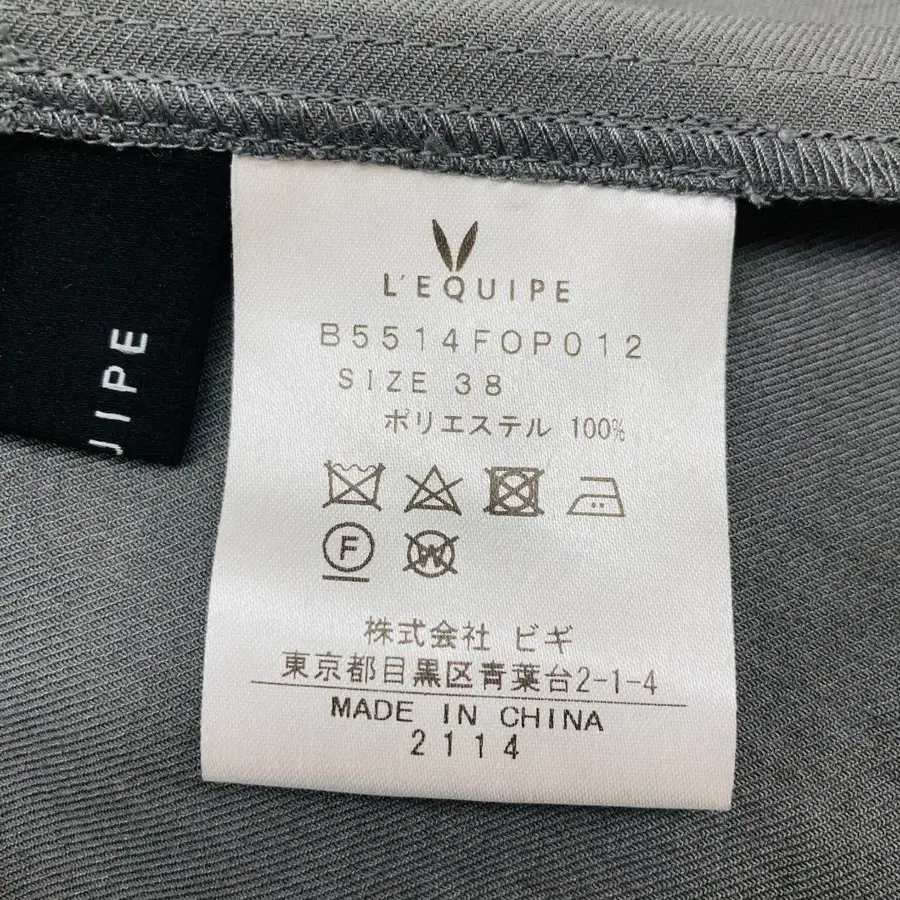 L'EQUIPE
B5514FOP012
SIZE 38
ポリエステル 100%
F
W
株式会社 ビギ
東京都目黒区青葉台2-1-4
MADE IN CHINA
2114
UIPE